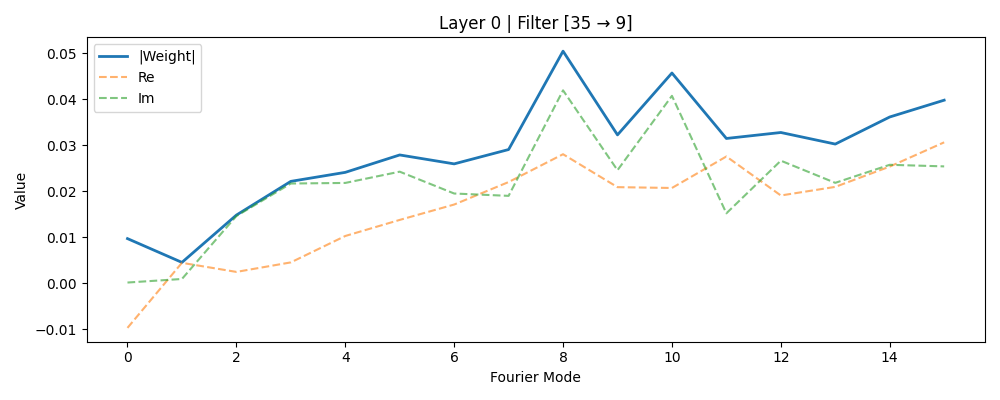 Layer 0 | Filter [35 → 9]
|Weight|
Re
Im
Value
0.05
0.04
0.03
0.02
0.01
0.00
−0.01
0 2 4 6 8 10 12 14
Fourier Mode